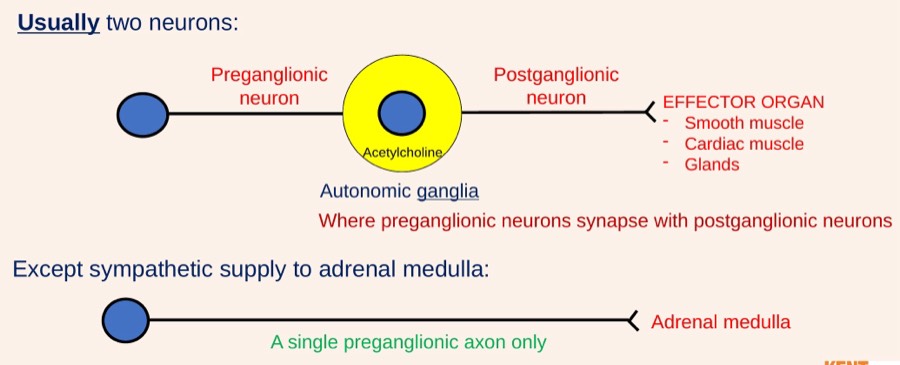 Usually two neurons:
Preganglionic
neuron
Postganglionic
neuron
EFFECTOR ORGAN
- Smooth muscle
- Cardiac muscle
- Glands
Acetylcholine
Autonomic ganglia
Where preganglionic neurons synapse with postganglionic neurons
Except sympathetic supply to adrenal medulla:
Adrenal medulla
A single preganglionic axon only